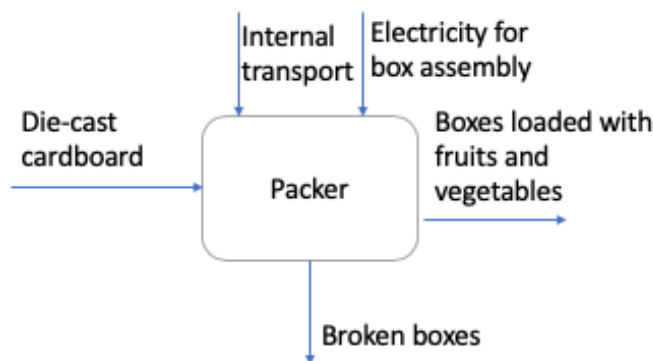 Internal
transport
Electricity for
box assembly
Die-cast
cardboard
Packer
Boxes loaded with
fruits and
vegetables
Broken boxes